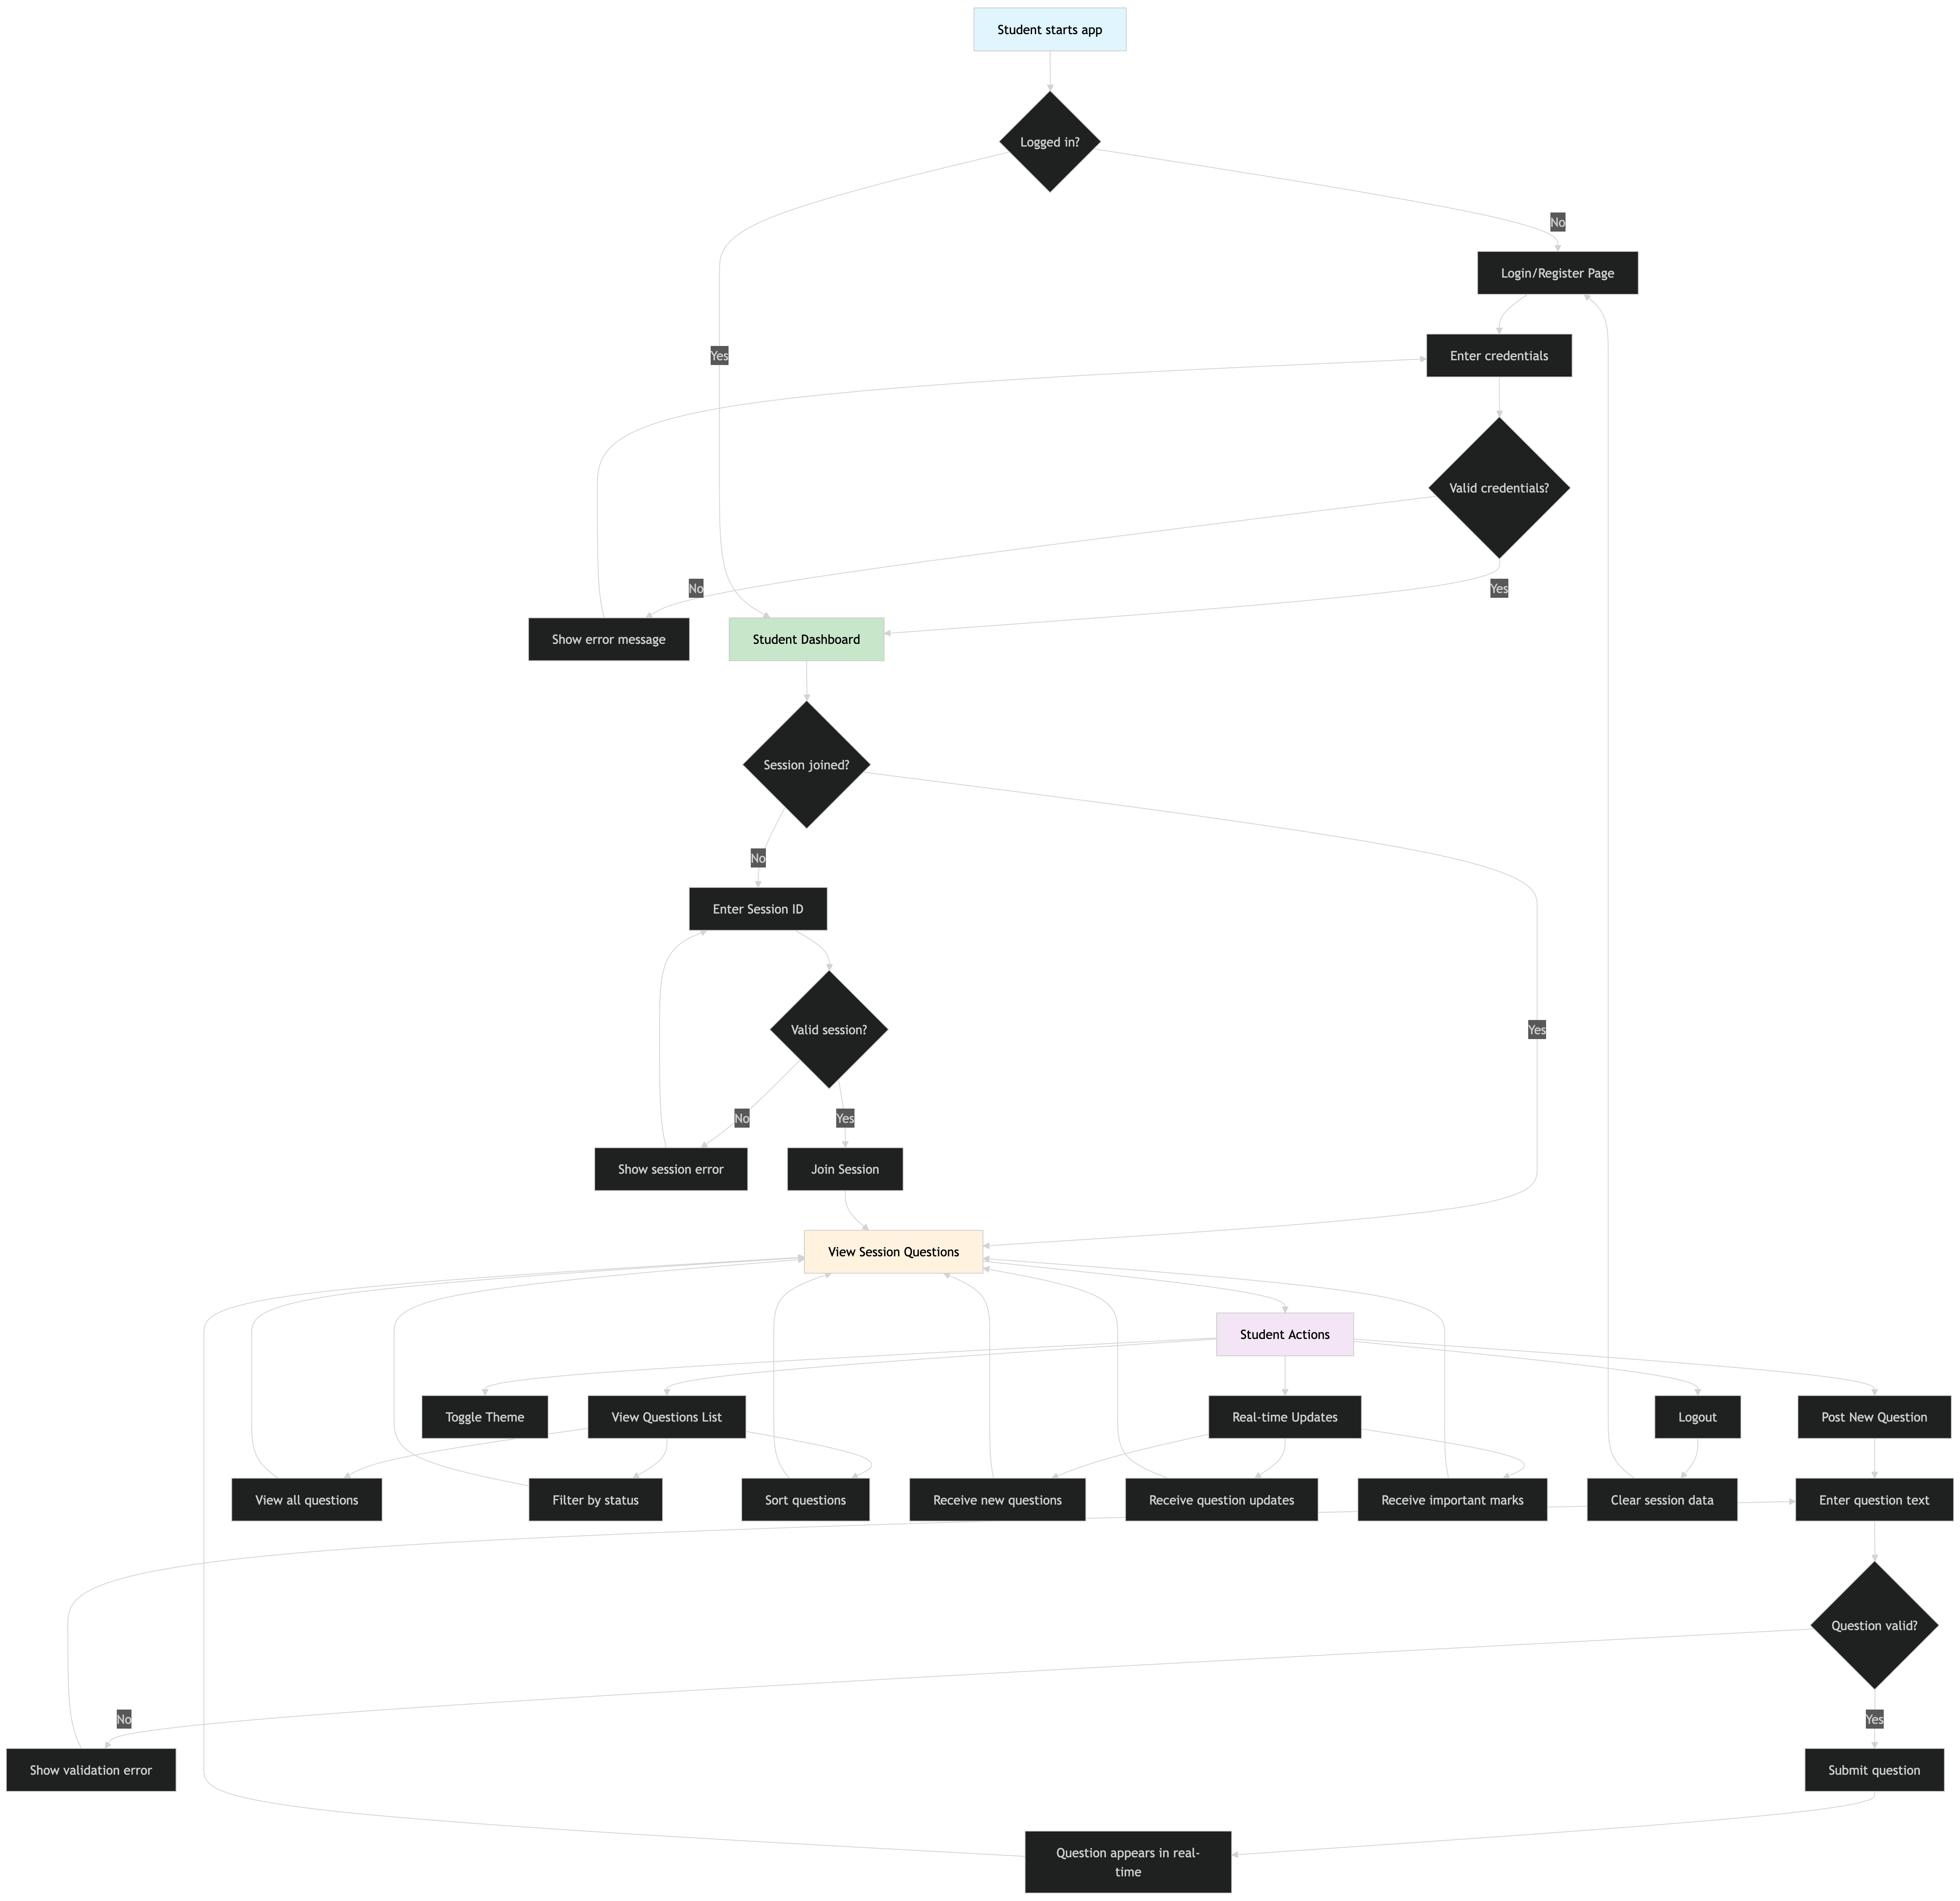 Student starts app
Logged in?
No
Login/Register Page
Yes
Enter credentials
Valid credentials?
No
Yes
Show error message
Student Dashboard
Session joined?
No
Enter Session ID
Valid session?
Yes
No
Yes
Show session error
Join Session
View Session Questions
Student Actions
Toggle Theme
View Questions List
Real-time Updates
Logout
Post New Question
View all questions
Filter by status
Sort questions
Receive new questions
Receive question updates
Receive important marks
Clear session data
Enter question text
Question valid?
No
Yes
Show validation error
Submit question
Question appears in real-
time